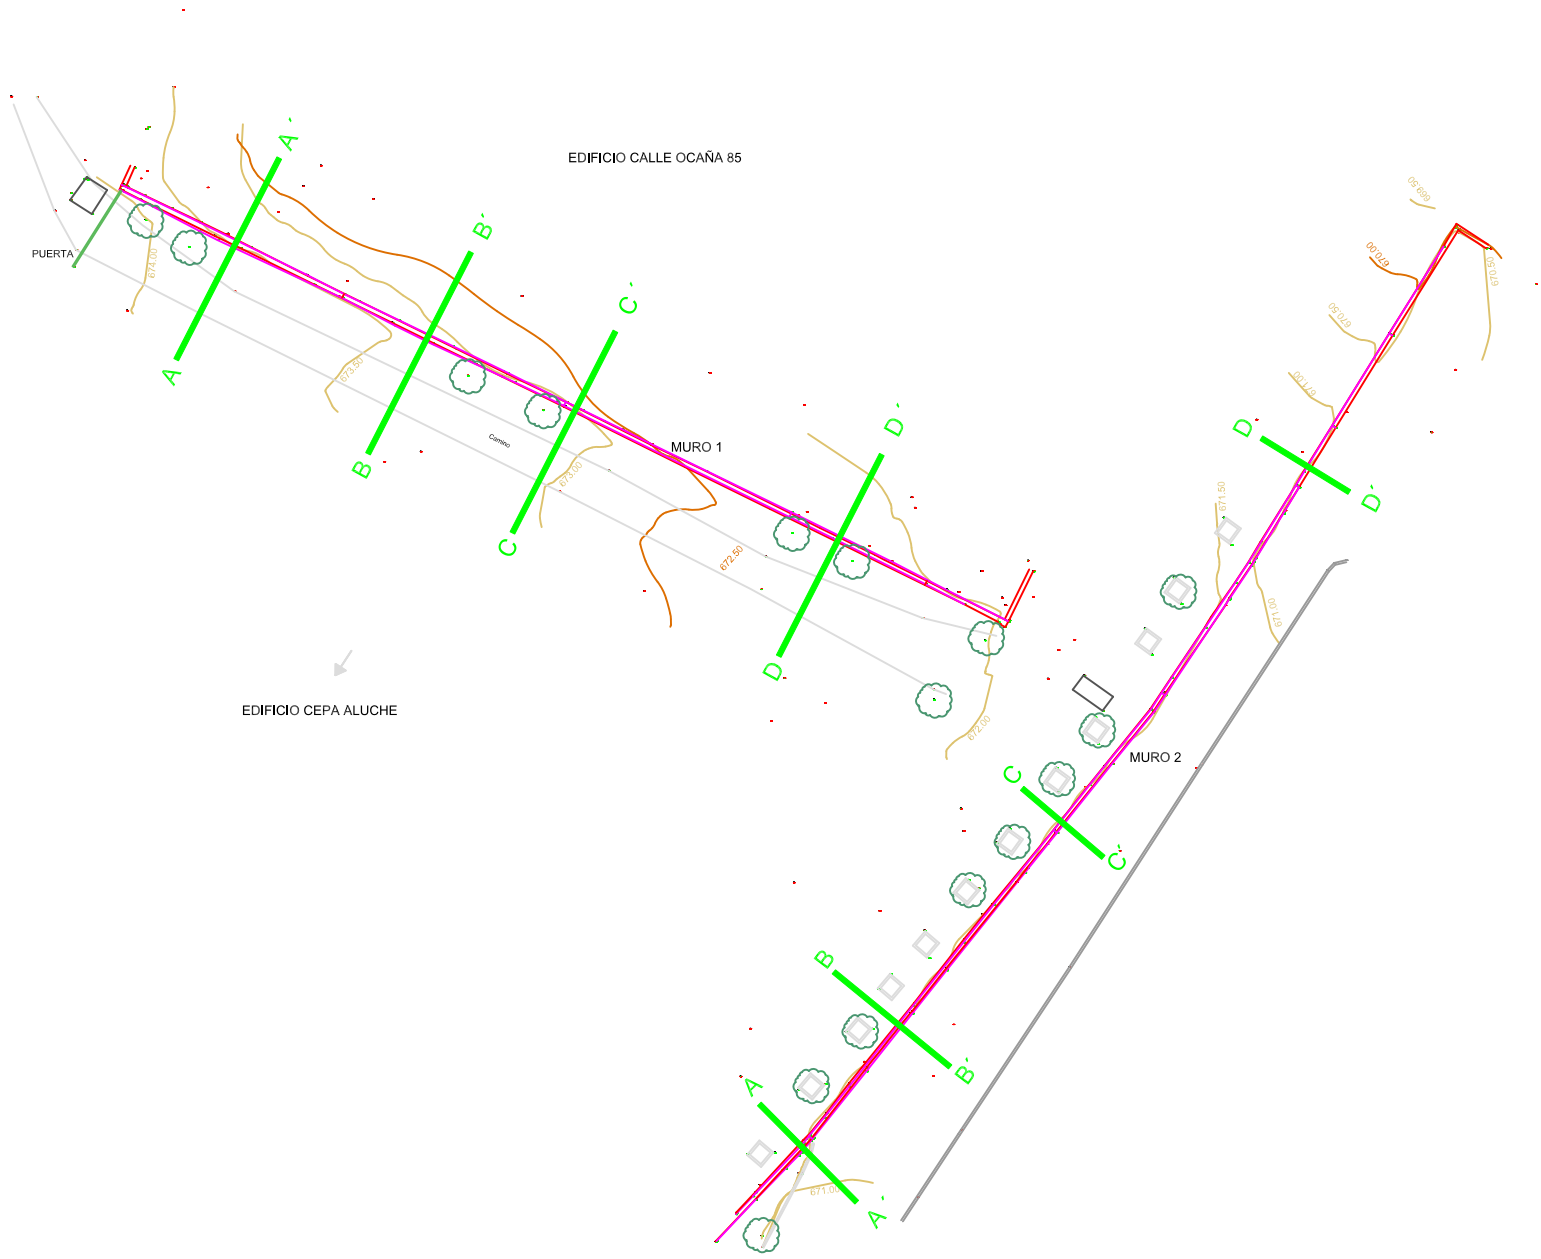 A ´
EDIFICIO CALLE OCAÑA 85
669.50
B ´
PUERTA
674.00
670.00
670.50
C ´
670.50
A
673.50
671.00
D ´
D
Camino
MURO 1
B
673.00
D ´
671.50
C
672.50
671.00
D
EDIFICIO CEPA ALUCHE
672.00
MURO 2
C
C ´
B
B ´
A
671.00
A ´